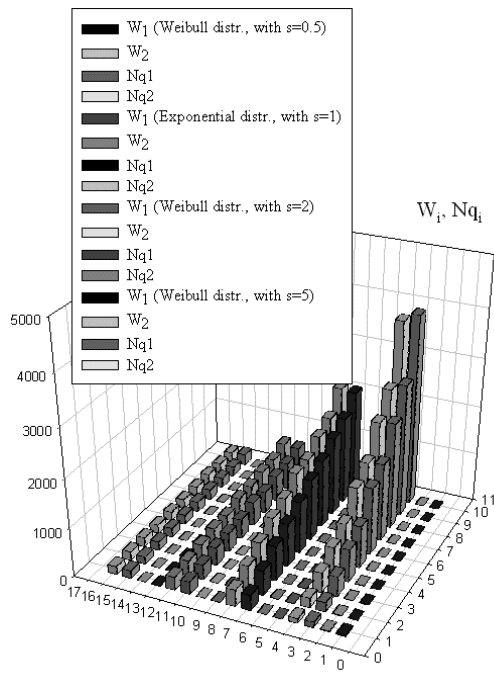 W1 (Weibull distr., with s=0.5)
W2
Nq1
Nq2
W1 (Exponential distr., with s=1)
W2
Nq1
Nq2
W1 (Weibull distr., with s=2)
W2
Nq1
Nq2
W1 (Weibull distr., with s=5)
W2
Nq1
Nq2
Wi, Nqi
5000
4000
3000
2000
1000
0
17 16 15 14 13 12 11 10 9 8 7 6 5 4 3 2 1 0
0 1 2 3 4 5 6 7 8 9 10 11